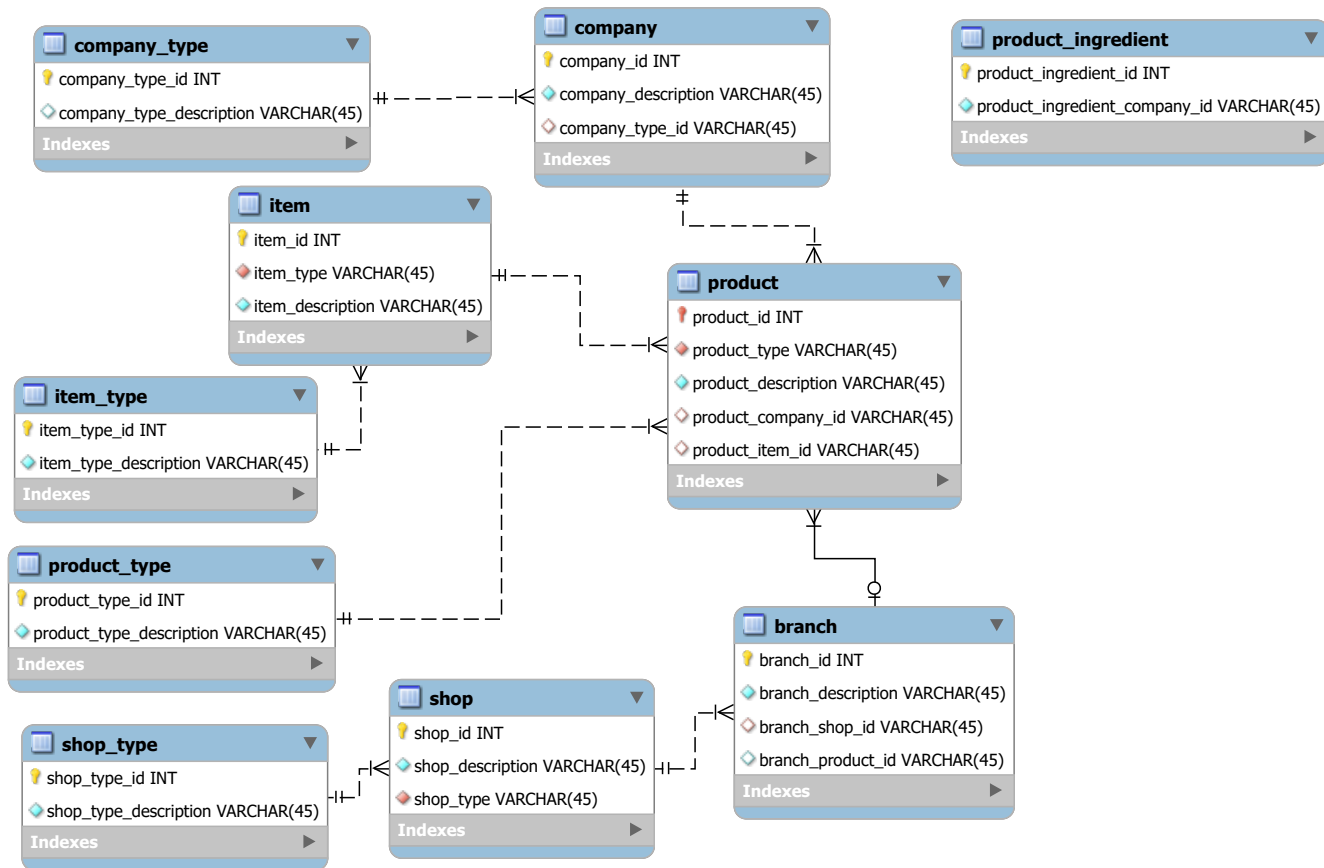 company_type
company_type_id INT
company_type_description VARCHAR(45)
Indexes
company
company_id INT
company_description VARCHAR(45)
company_type_id VARCHAR(45)
Indexes
product_ingredient
product_ingredient_id INT
product_ingredient_company_id VARCHAR(45)
Indexes
item
item_id INT
item_type VARCHAR(45)
item_description VARCHAR(45)
Indexes
product
product_id INT
product_type VARCHAR(45)
product_description VARCHAR(45)
product_company_id VARCHAR(45)
product_item_id VARCHAR(45)
Indexes
item_type
item_type_id INT
item_type_description VARCHAR(45)
Indexes
product_type
product_type_id INT
product_type_description VARCHAR(45)
Indexes
branch
branch_id INT
branch_description VARCHAR(45)
branch_shop_id VARCHAR(45)
branch_product_id VARCHAR(45)
Indexes
shop
shop_id INT
shop_description VARCHAR(45)
shop_type VARCHAR(45)
Indexes
shop_type
shop_type_id INT
shop_type_description VARCHAR(45)
Indexes